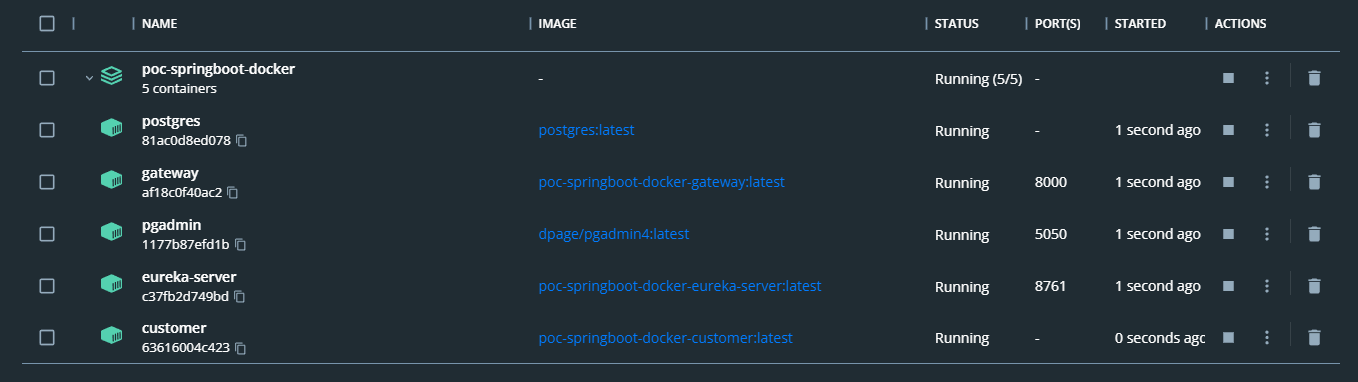 NAME IMAGE STATUS PORT(S) STARTED ACTIONS
poc-springboot-docker - Running (5/5) -
5 containers
postgres postgres:latest Running - 1 second ago
81ac0d8ed078
gateway poc-springboot-docker-gateway:latest Running 8000 1 second ago
af18c0f40ac2
pgadmin dpage/pgadmin4:latest Running 5050 1 second ago
1177b87efd1b
eureka-server poc-springboot-docker-eureka-server:latest Running 8761 1 second ago
c37fb2d749bd
customer poc-springboot-docker-customer:latest Running - 0 seconds agc
63616004c423